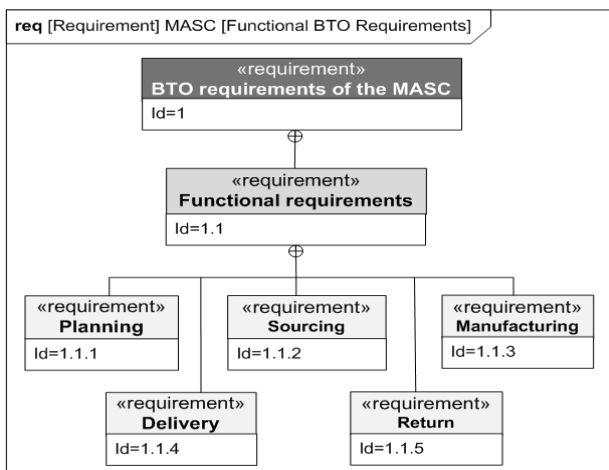 req [Requirement] MASC [Functional BTO Requirements]
«requirement»
BTO requirements of the MASC
Id=1
«requirement»
Functional requirements
Id=1.1
«requirement»
Planning
Id=1.1.1
«requirement»
Sourcing
Id=1.1.2
«requirement»
Manufacturing
Id=1.1.3
«requirement»
Delivery
Id=1.1.4
«requirement»
Return
Id=1.1.5